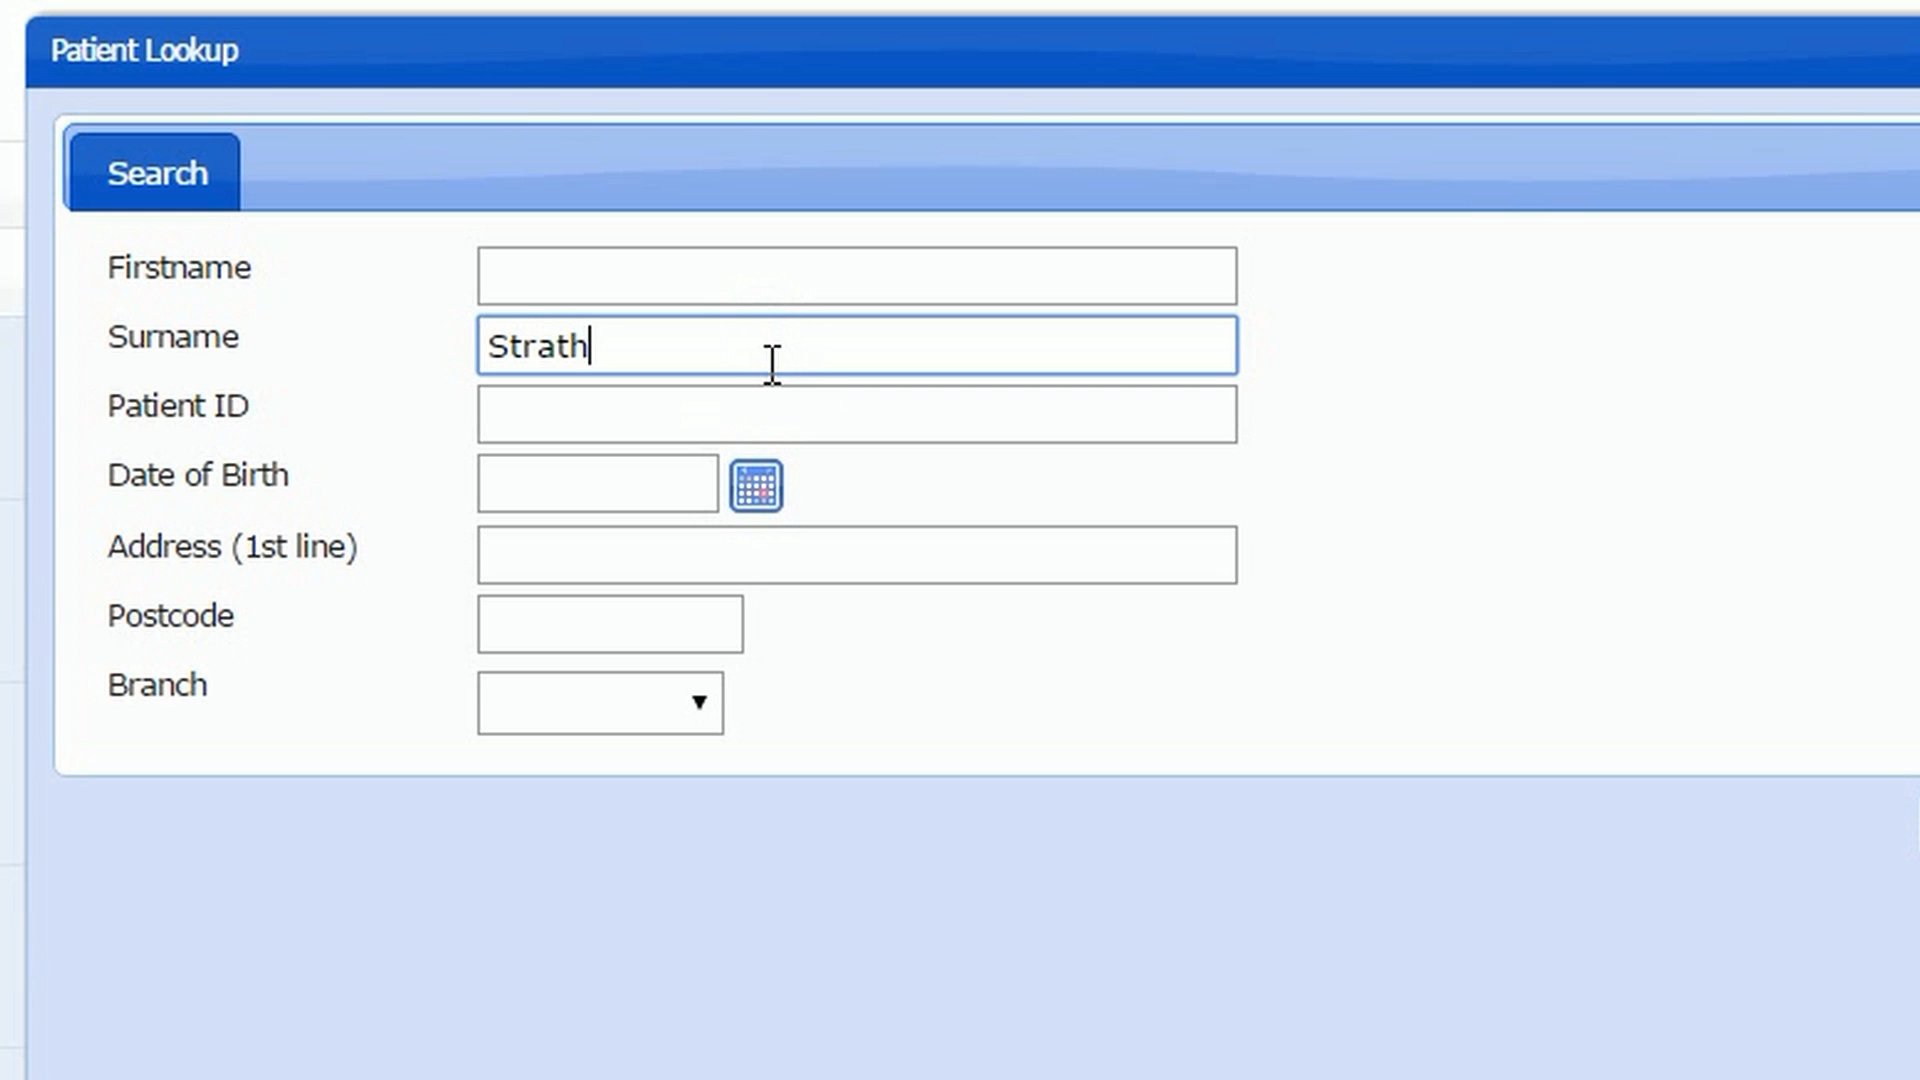 Patient Lookup
Search
Firstname
Surname Strath
Patient ID
Date of Birth
Address (1st line)
Postcode
Branch